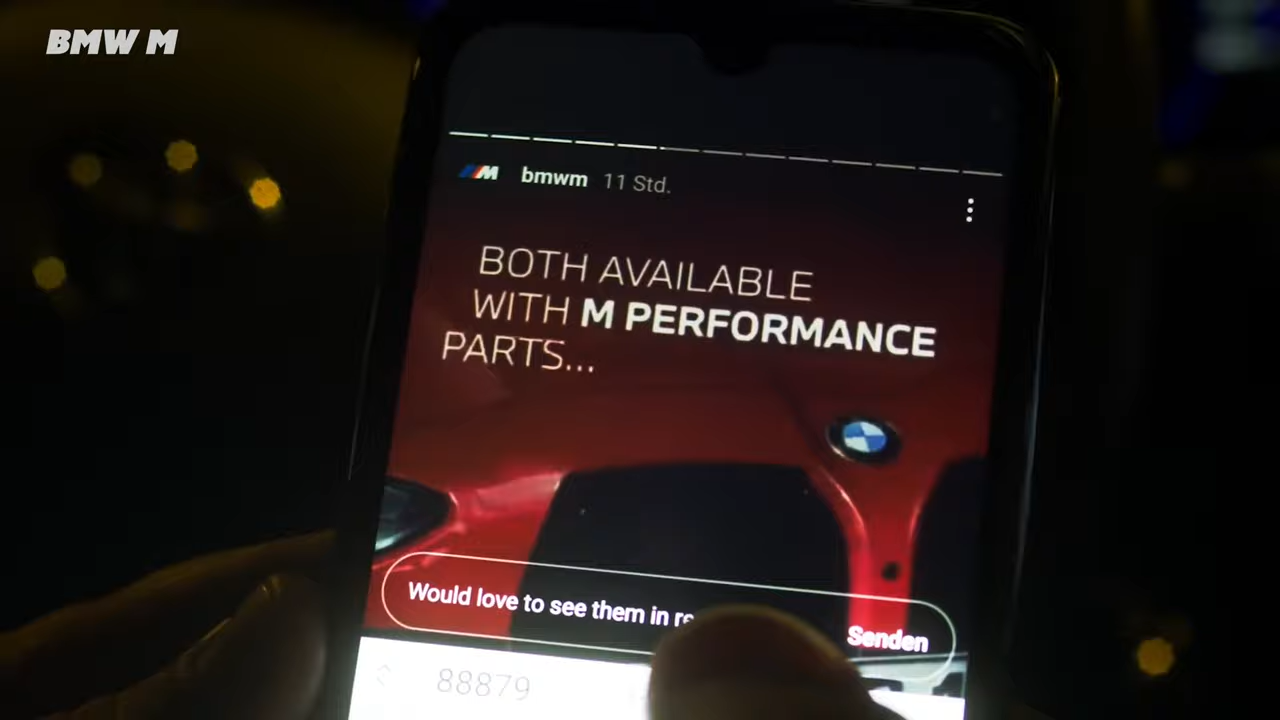 BMW M
M
bmwm 11 Std.
BOTH AVAILABLE
WITH M PERFORMANCE
PARTS...
Would love to see them in
Senden
88879